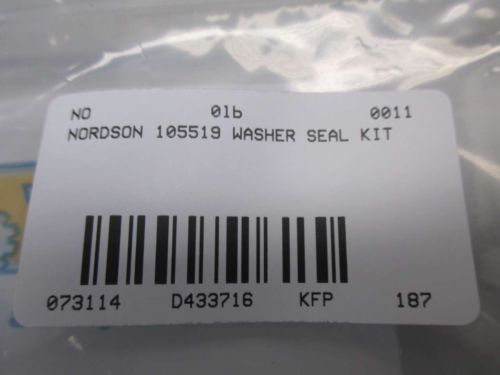 NO 01b 0011
NORDSON 105519 WASHER SEAL KIT
073114 D433716 KFP 187